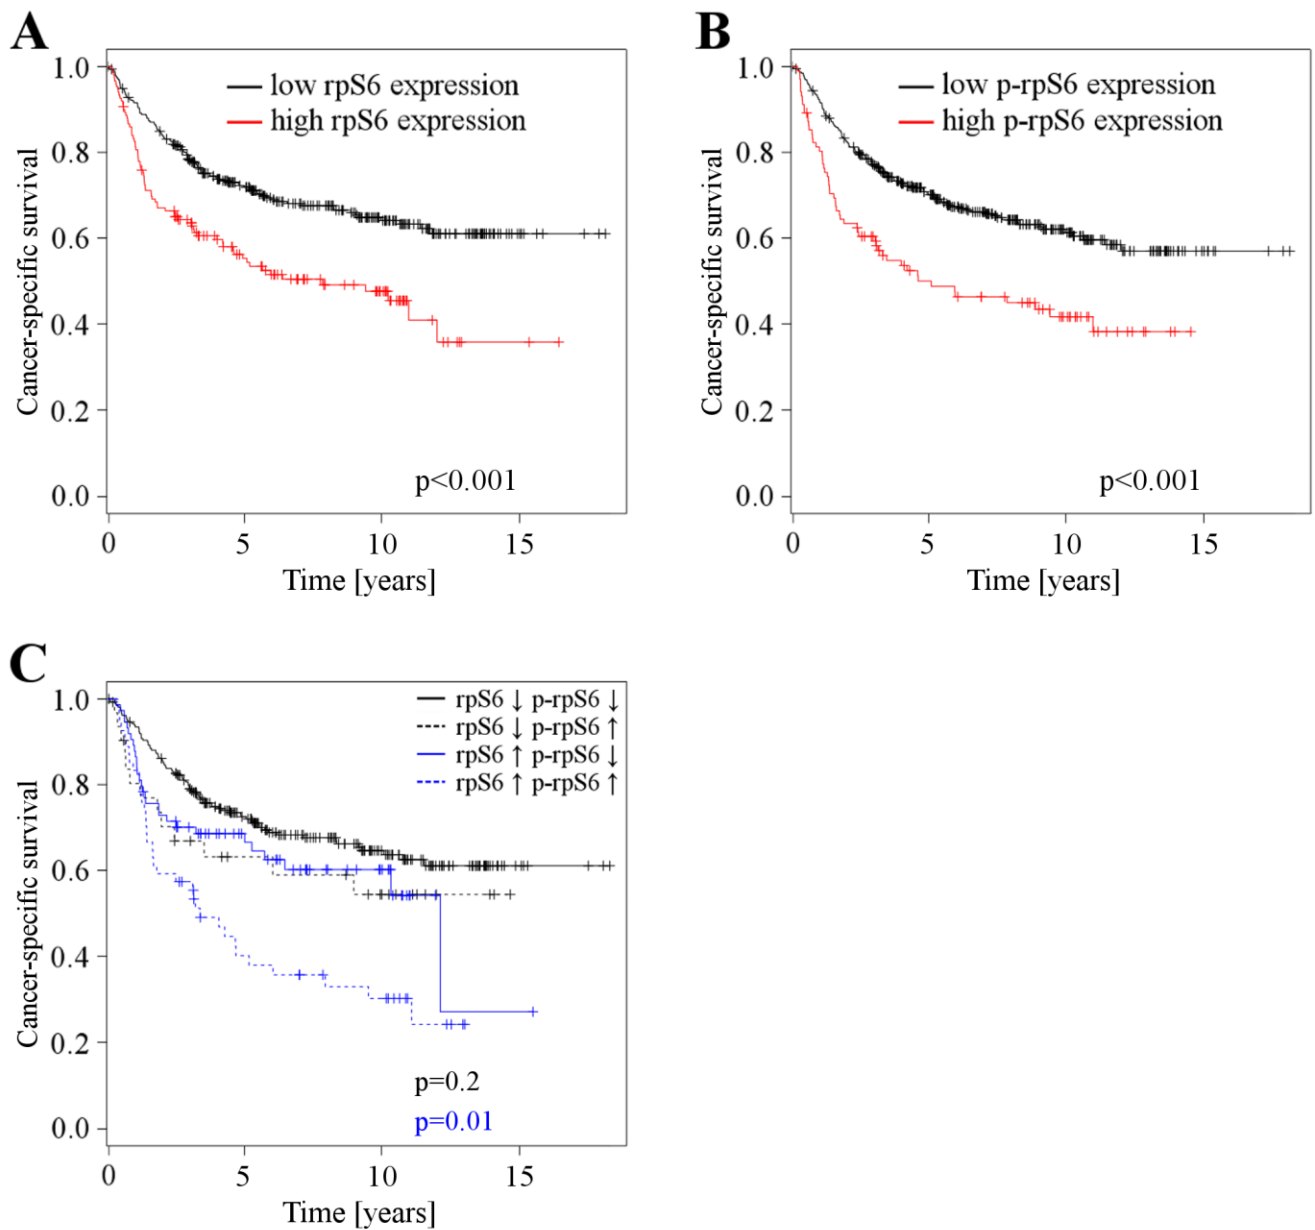 A
1.0
0.8
0.6
0.4
0.2
0.0
Cancer-specific survival
low rpS6 expression
high rpS6 expression
p<0.001
0 5 10 15
Time [years]
B
1.0
0.8
0.6
0.4
0.2
0.0
Cancer-specific survival
low p-rpS6 expression
high p-rpS6 expression
p<0.001
0 5 10 15
Time [years]
C
1.0
0.8
0.6
0.4
0.2
0.0
Cancer-specific survival
rpS6 ↓ p-rpS6 ↓
rpS6 ↓ p-rpS6 ↑
rpS6 ↑ p-rpS6 ↓
rpS6 ↑ p-rpS6 ↑
p=0.2
p=0.01
0 5 10 15
Time [years]